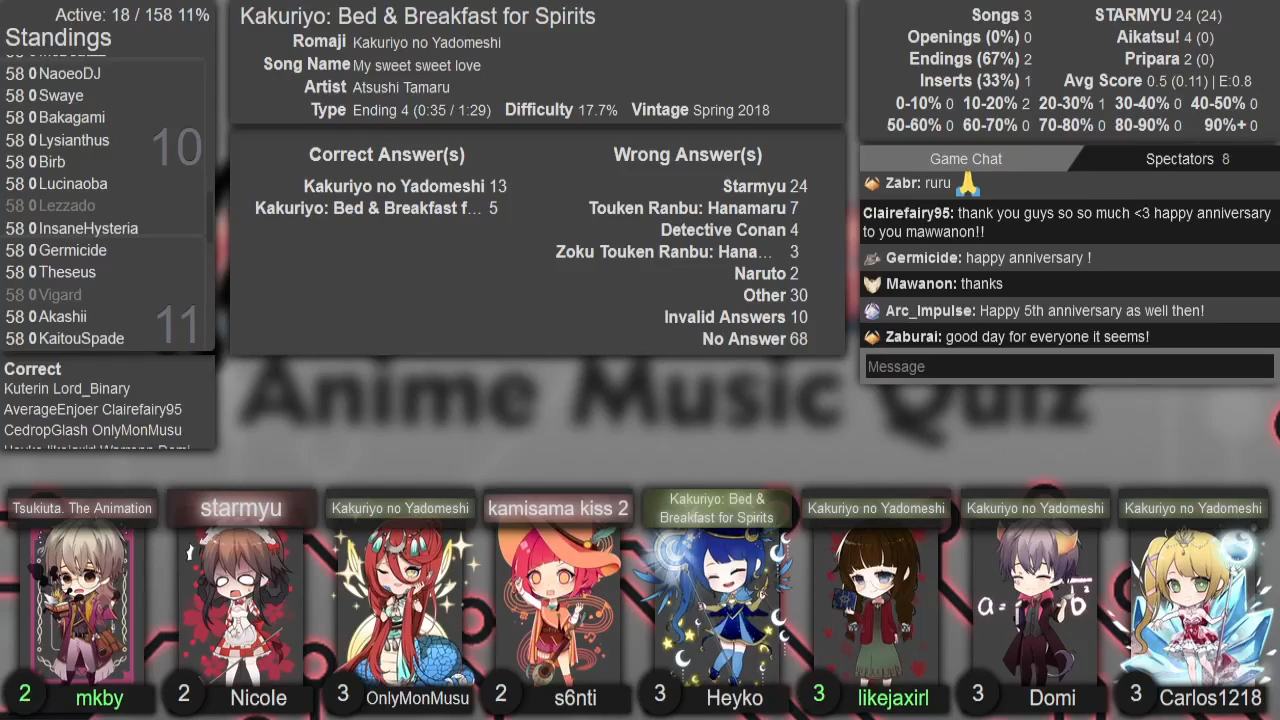 Active: 18 / 158 11%
Standings
58 0 NaoeoDJ
58 0 Swaye
58 0 Bakagami
58 0 Lysianthus
58 0 Birb
58 0 Lucinaoba
58 0 Lezzado
58 0 InsaneHysteria
10
58 0 Germicide
58 0 Theseus
58 0 Vigard
58 0 Akashii
58 0 KaitouSpade
11
Correct
Kuterin Lord_Binary
AverageEnjoer Clairefairy95
CedropGlash OnlyMonMusu
Kakuriyo: Bed & Breakfast for Spirits
Romaji Kakuriyo no Yadomeshi
Song Name My sweet sweet love
Artist Atsushi Tamaru
Type Ending 4 (0:35 / 1:29) Difficulty 17.7% Vintage Spring 2018
Correct Answer(s)
Kakuriyo no Yadomeshi 13
Kakuriyo: Bed & Breakfast f... 5
Wrong Answer(s)
Starmyu 24
Touken Ranbu: Hanamaru 7
Detective Conan 4
Zoku Touken Ranbu: Hana... 3
Naruto 2
Other 30
Invalid Answers 10
No Answer 68
Songs 3 STARMYU 24 (24)
Openings (0%) 0 Aikatsu! 4 (0)
Endings (67%) 2 Pripara 2 (0)
Inserts (33%) 1 Avg Score 0.5 (0.11) | E:0.8
0-10% 0 10-20% 2 20-30% 1 30-40% 0 40-50% 0
50-60% 0 60-70% 0 70-80% 0 80-90% 0 90%+ 0
Game Chat Spectators 8
Zabr: ruru 🙏
Clairefairy95: thank you guys so so much <3 happy anniversary
to you mawwanon!!
Germicide: happy anniversary !
Mawanon: thanks
Arc_Impulse: Happy 5th anniversary as well then!
Zaburai: good day for everyone it seems!
Message
Anime Music Quiz
Tsukiuta. The Animation
starmyu
Kakuriyo no Yadomeshi
kamisama kiss 2
Kakuriyo: Bed &
Breakfast for Spirits
Kakuriyo no Yadomeshi
Kakuriyo no Yadomeshi
Kakuriyo no Yadomeshi
a = b²
2 mkby
2 Nicole
3 OnlyMonMusu
2 s6nti
3 Heyko
3 likejaxirl
3 Domi
3 Carlos1218